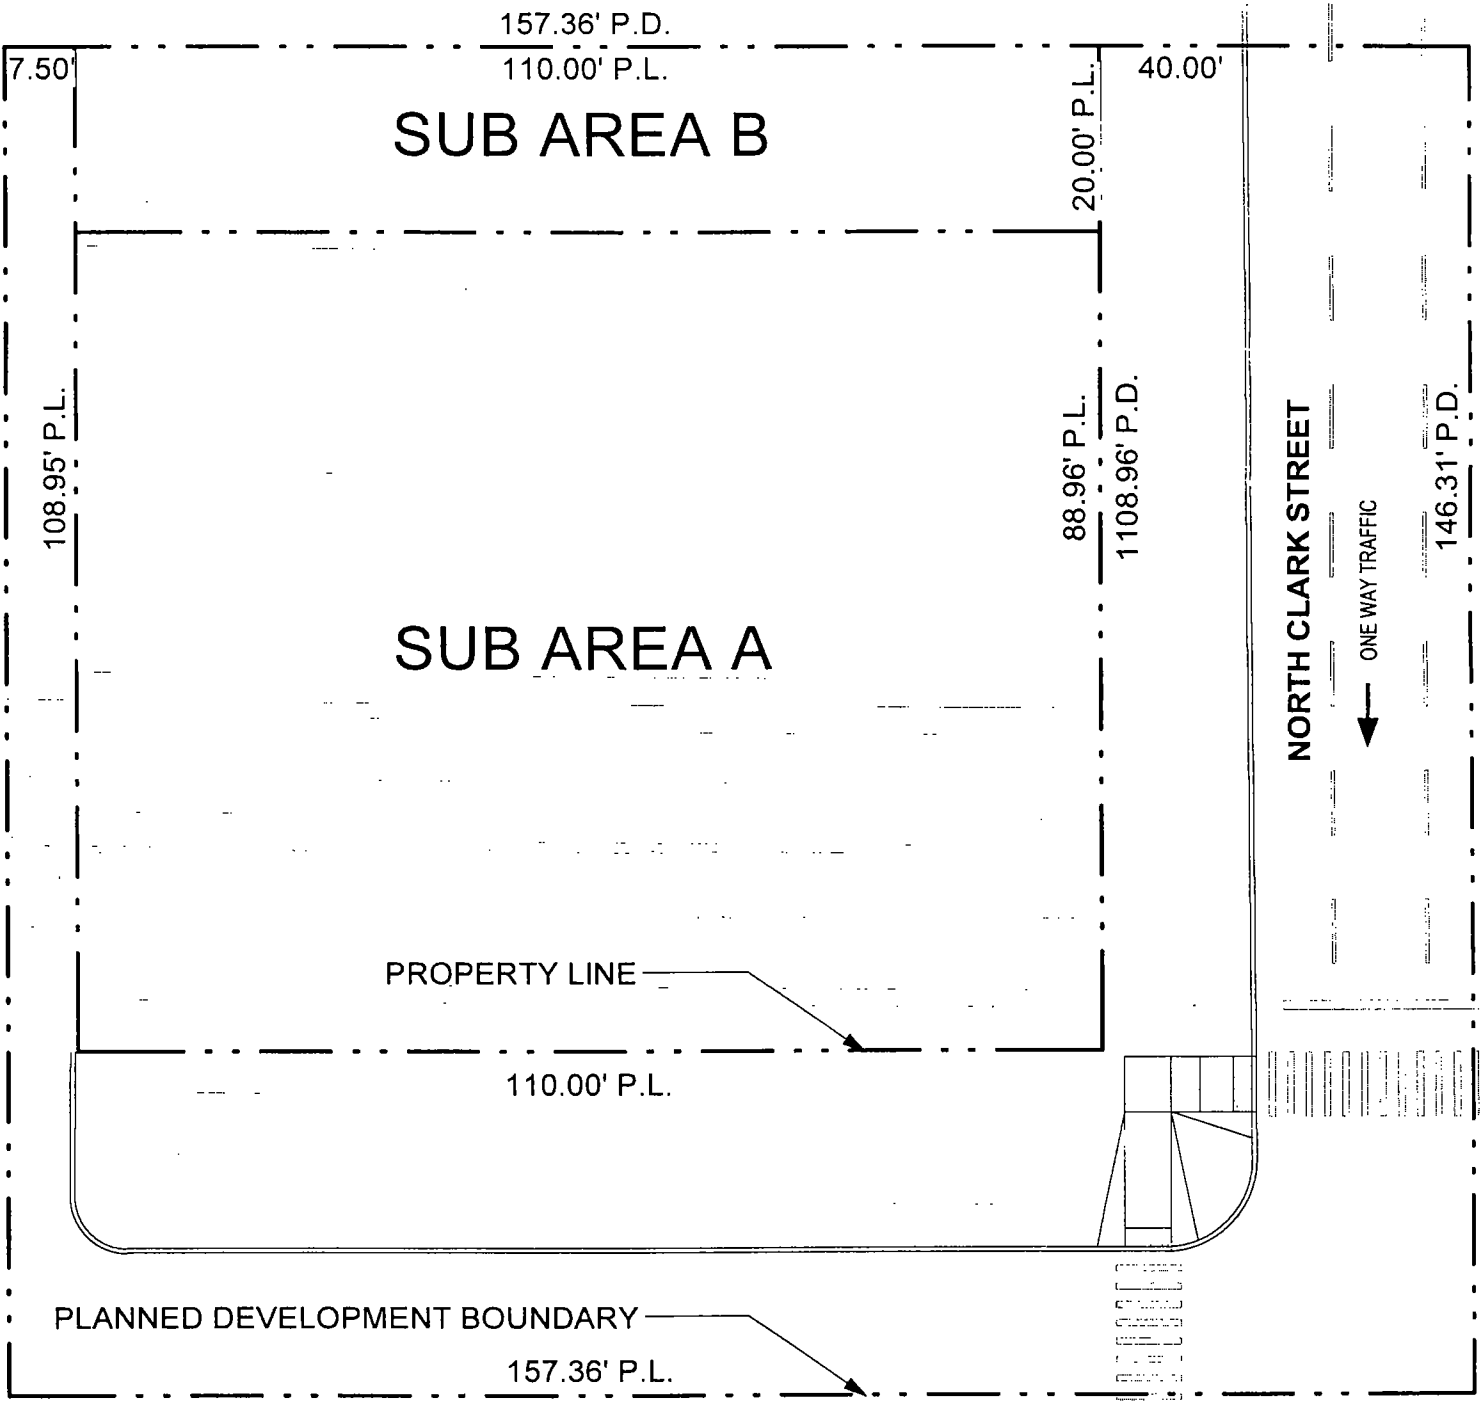 157.36' P.D.
7.50'
110.00' P.L.
40.00'
SUB AREA B
20.00' P.L.
108.95' P.L.
88.96' P.L.
108.96' P.D.
NORTH CLARK STREET
ONE WAY TRAFFIC
146.31' P.D.
SUB AREA A
PROPERTY LINE
110.00' P.L.
PLANNED DEVELOPMENT BOUNDARY
157.36' P.L.